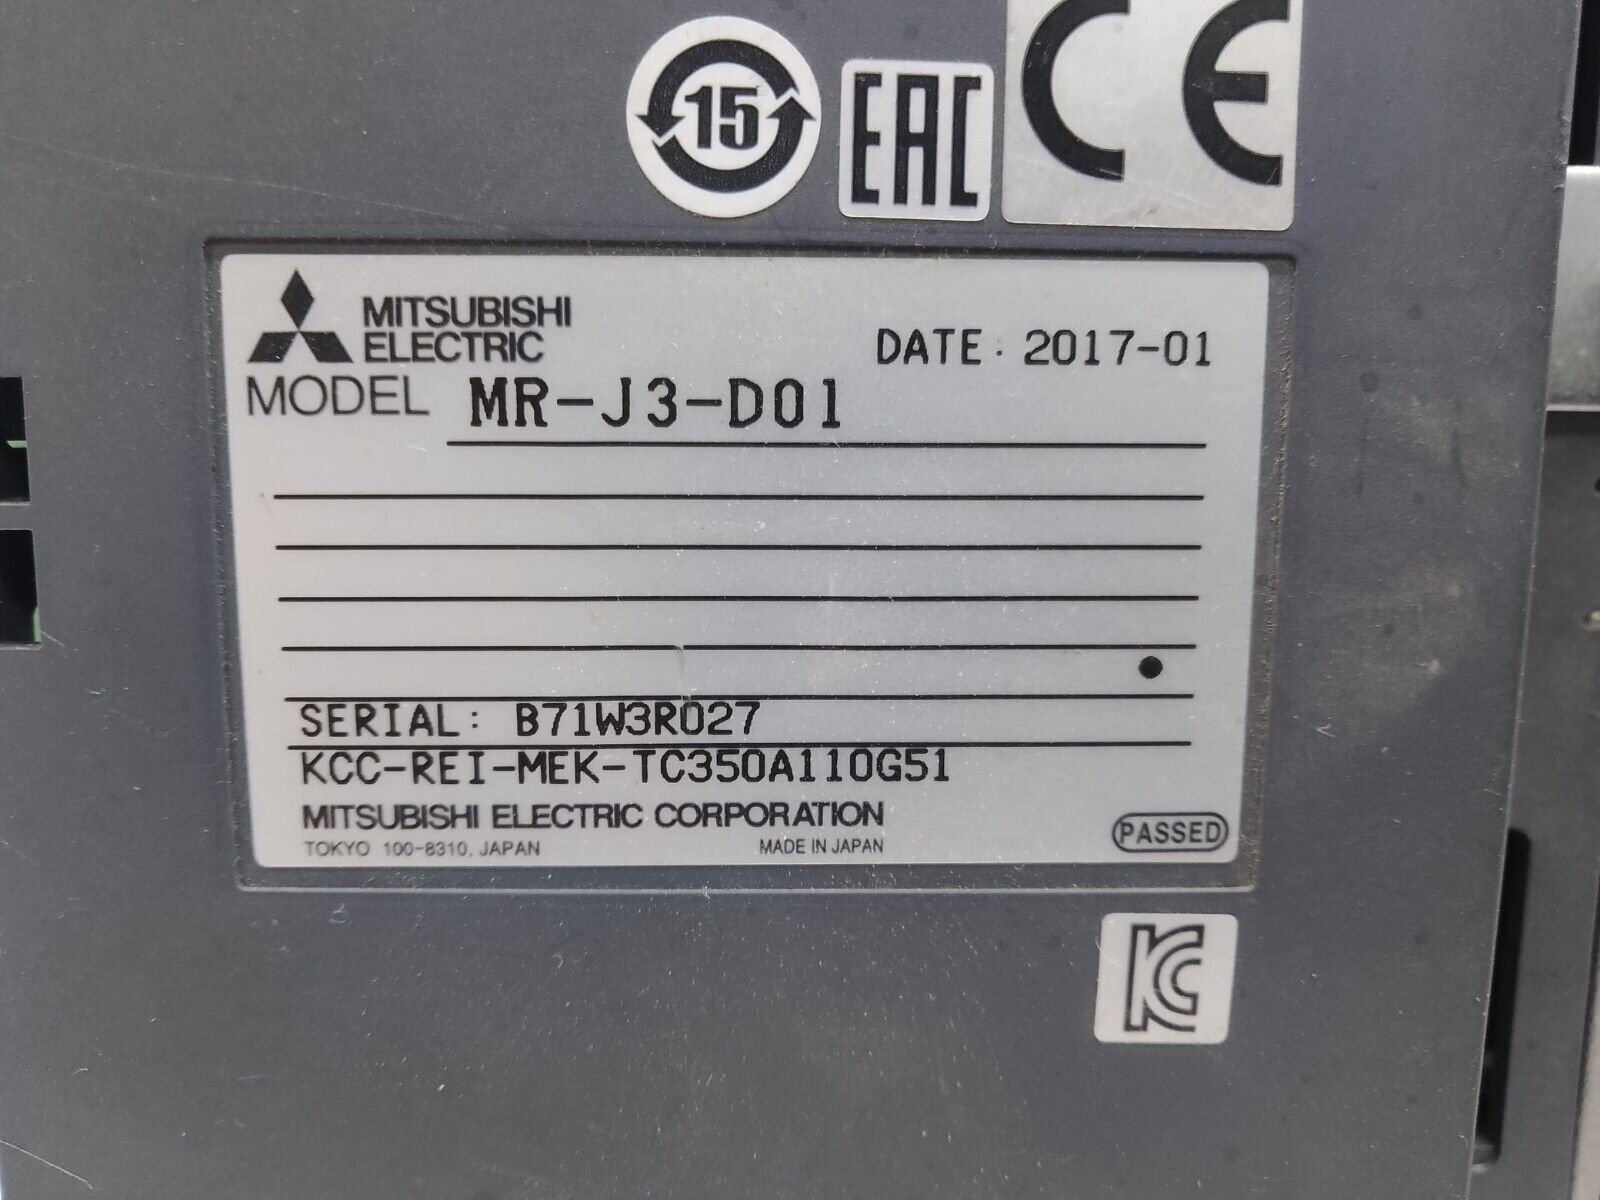 15
EAC
CE
MITSUBISHI
ELECTRIC
DATE: 2017-01
MODEL MR-J3-D01
SERIAL: B71W3R027
KCC-REI-MEK-TC350A110G51
MITSUBISHI ELECTRIC CORPORATION
TOKYO 100-8310, JAPAN MADE IN JAPAN
PASSED
KC